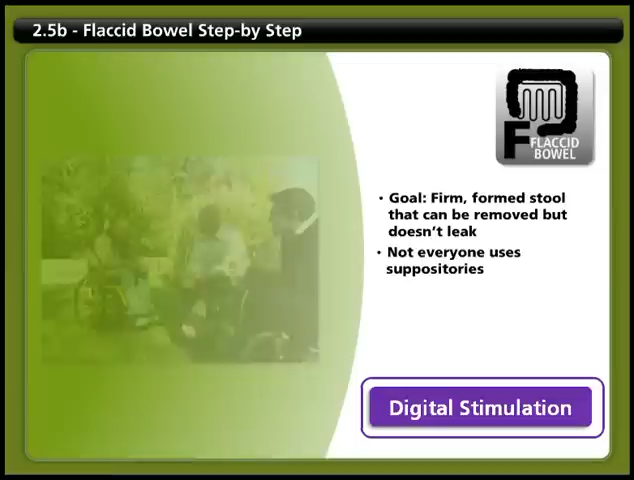 2.5b - Flaccid Bowel Step-by Step
F FLACCID
BOWEL
• Goal: Firm, formed stool
that can be removed but
doesn't leak
• Not everyone uses
suppositories
Digital Stimulation